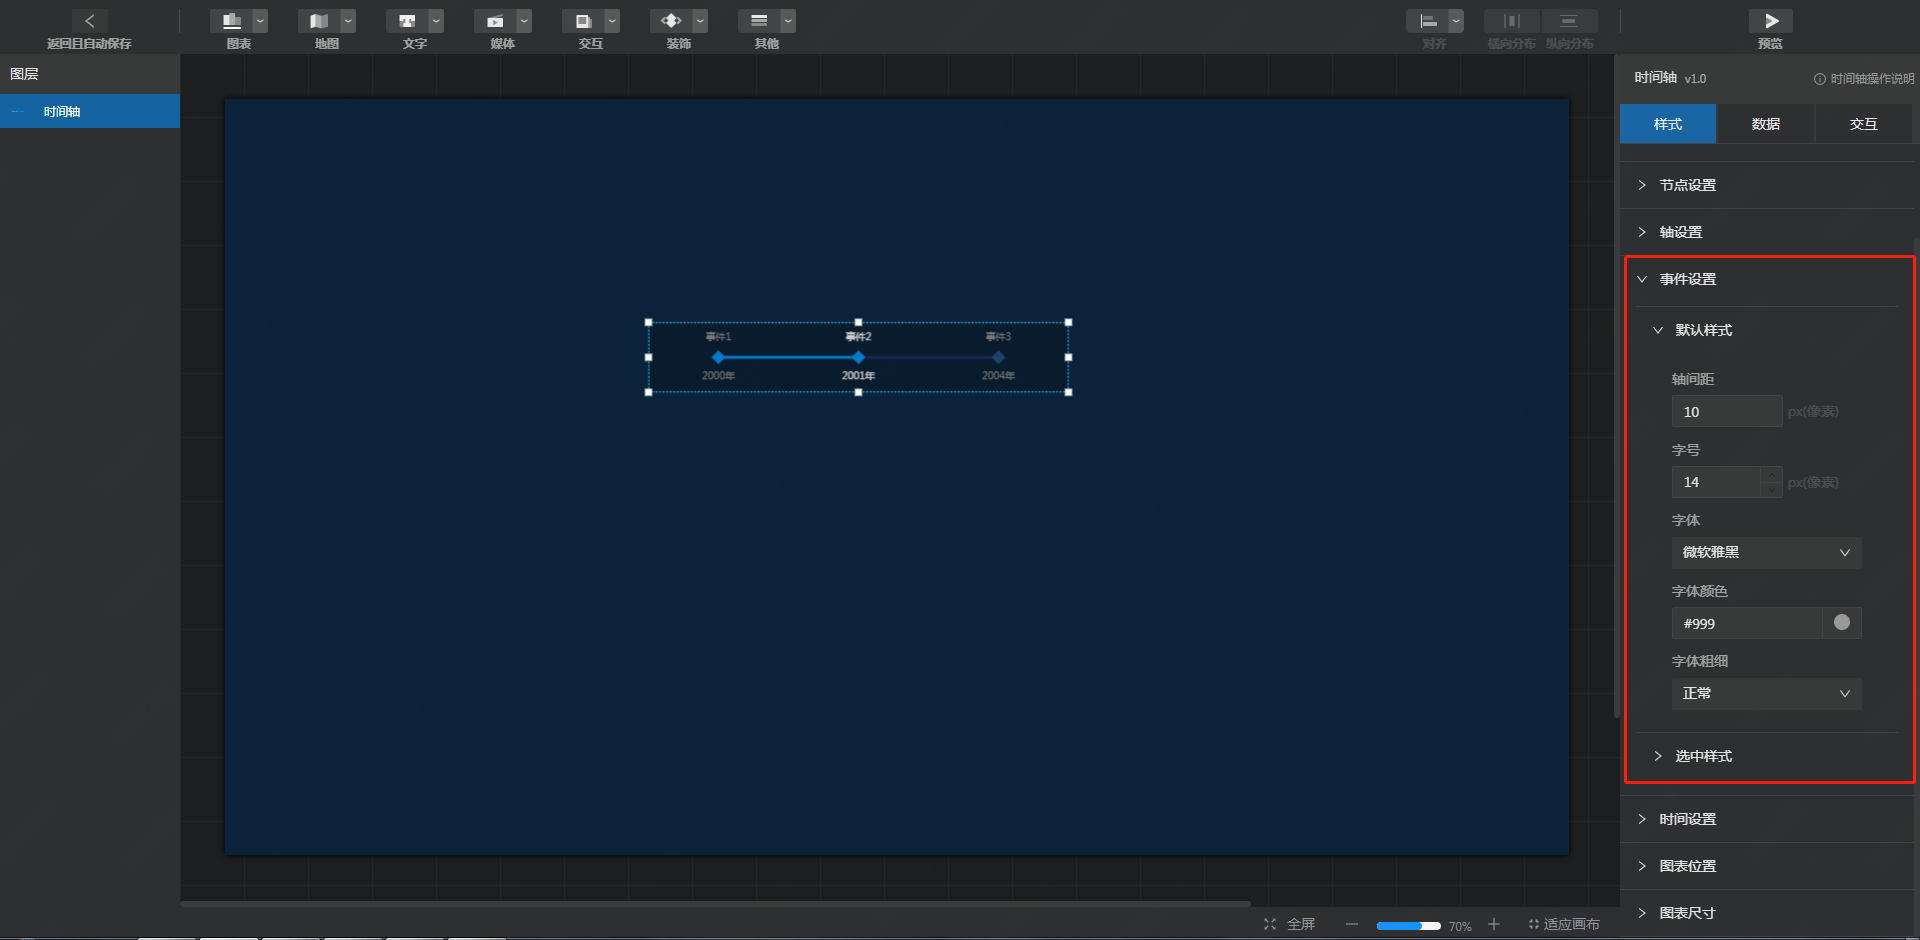 返回且自动保存
图表
地图
文字
媒体
交互
装饰
其他
对齐
横向分布
纵向分布
预览
图层
时间轴
事件1
事件2
事件3
2000年
2001年
2004年
时间轴 v1.0
时间轴操作说明
样式
数据
交互
节点设置
轴设置
事件设置
默认样式
轴间距
10 px(像素)
字号
14 px(像素)
字体
微软雅黑
字体颜色
#999
字体粗细
正常
选中样式
时间设置
图表位置
图表尺寸
全屏
70%
适应画布